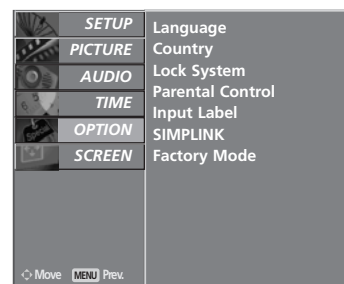 SETUP
PICTURE
AUDIO
TIME
OPTION
SCREEN
Language
Country
Lock System
Parental Control
Input Label
SIMPLINK
Factory Mode
Move MENU Prev.